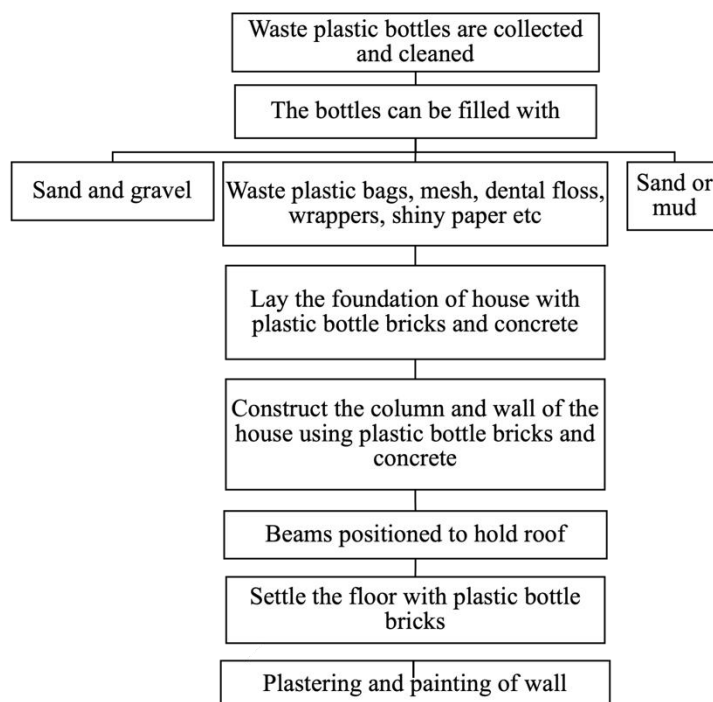 Waste plastic bottles are collected
and cleaned
The bottles can be filled with
Sand and gravel
Waste plastic bags, mesh, dental floss,
wrappers, shiny paper etc
Sand or
mud
Lay the foundation of house with
plastic bottle bricks and concrete
Construct the column and wall of the
house using plastic bottle bricks and
concrete
Beams positioned to hold roof
Settle the floor with plastic bottle
bricks
Plastering and painting of wall